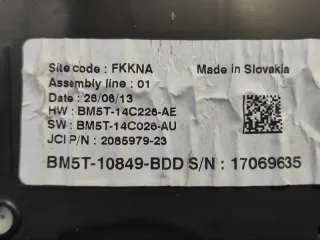 Site code : FKKNA Made in Slovakia
Assembly line : 01
Date : 26/06/13
HW : BM5T-14C226-AE
SW : BM5T-14C026-AU
JCI P/N : 2085979-23
BM5T-10849-BDD S/N : 17069635